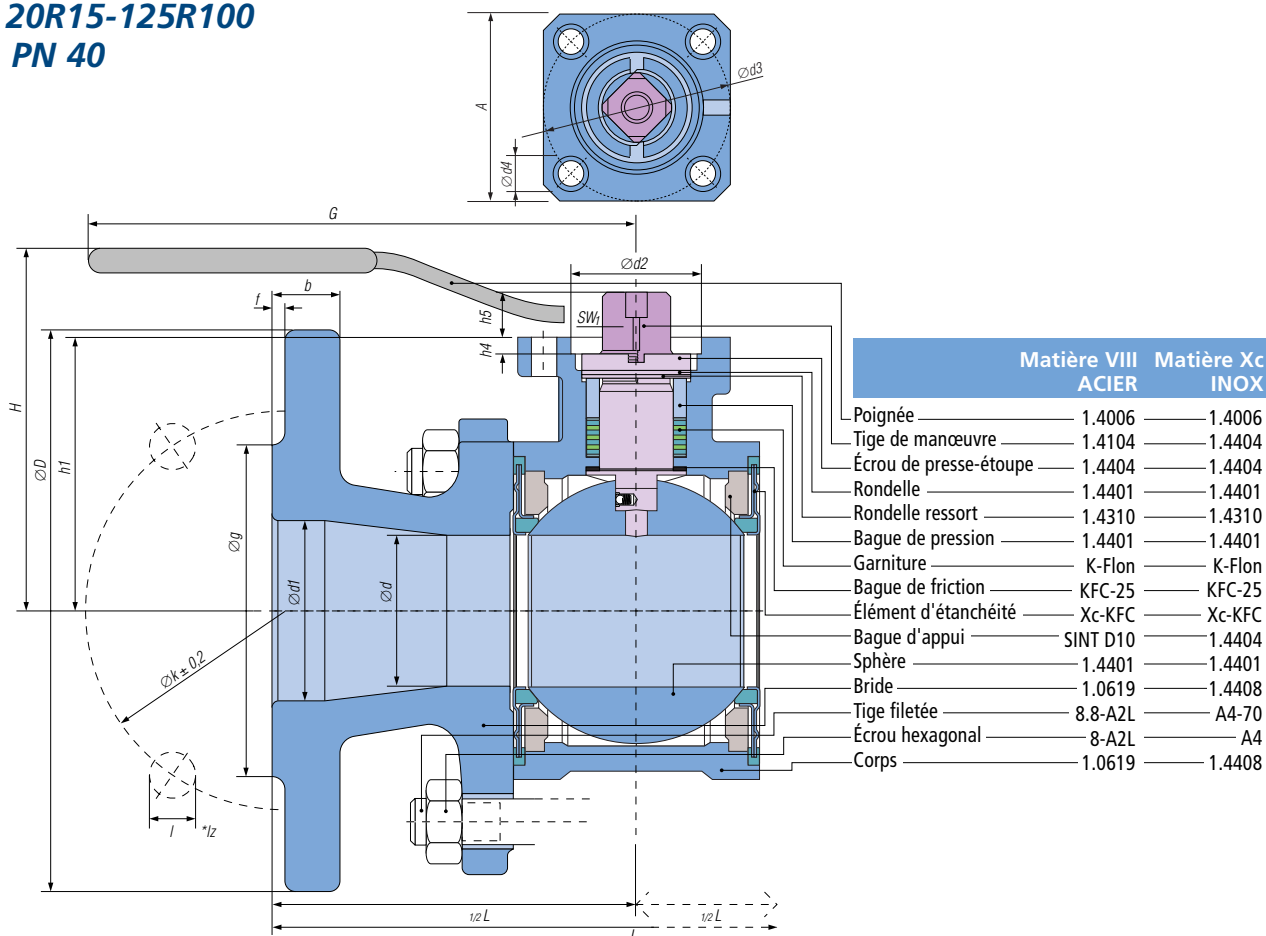 20R15-125R100
PN 40
A
Ød3
Ød4
G
Ød2
b
f
h5
SW1
h4
H
ØD
h1
Øg
Ød1
Ød
Øk ± 0,2
l
*lz
1/2 L
1/2 L
L
Matière VIII Matière Xc
ACIER INOX
Poignée 1.4006 1.4006
Tige de manœuvre 1.4104 1.4404
Écrou de presse-étoupe 1.4404 1.4404
Rondelle 1.4401 1.4401
Rondelle ressort 1.4310 1.4310
Bague de pression 1.4401 1.4401
Garniture K-Flon K-Flon
Bague de friction KFC-25 KFC-25
Élément d'étanchéité Xc-KFC Xc-KFC
Bague d'appui SINT D10 1.4404
Sphère 1.4401 1.4401
Bride 1.0619 1.4408
Tige filetée 8.8-A2L A4-70
Écrou hexagonal 8-A2L A4
Corps 1.0619 1.4408